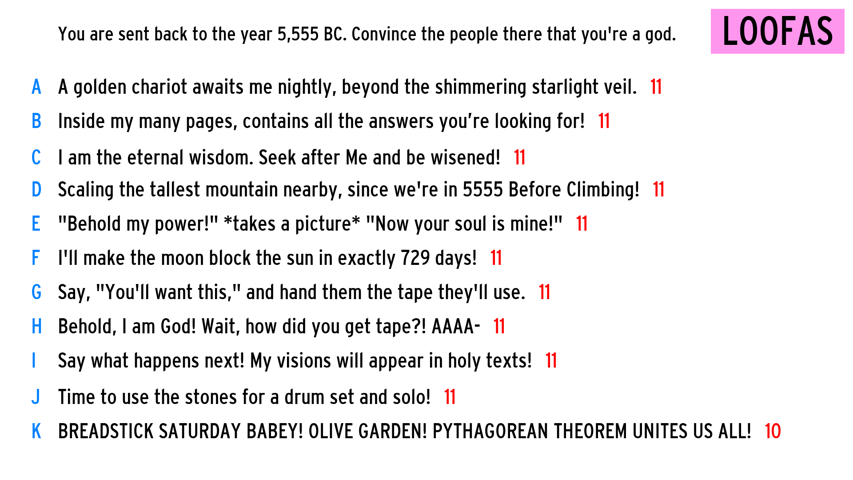 You are sent back to the year 5,555 BC. Convince the people there that you're a god.
LOOFAS
A A golden chariot awaits me nightly, beyond the shimmering starlight veil. 11
B Inside my many pages, contains all the answers you’re looking for! 11
C I am the eternal wisdom. Seek after Me and be wisened! 11
D Scaling the tallest mountain nearby, since we're in 5555 Before Climbing! 11
E "Behold my power!" *takes a picture* "Now your soul is mine!" 11
F I'll make the moon block the sun in exactly 729 days! 11
G Say, "You'll want this," and hand them the tape they'll use. 11
H Behold, I am God! Wait, how did you get tape?! AAAA- 11
I Say what happens next! My visions will appear in holy texts! 11
J Time to use the stones for a drum set and solo! 11
K BREADSTICK SATURDAY BABEY! OLIVE GARDEN! PYTHAGOREAN THEOREM UNITES US ALL! 10